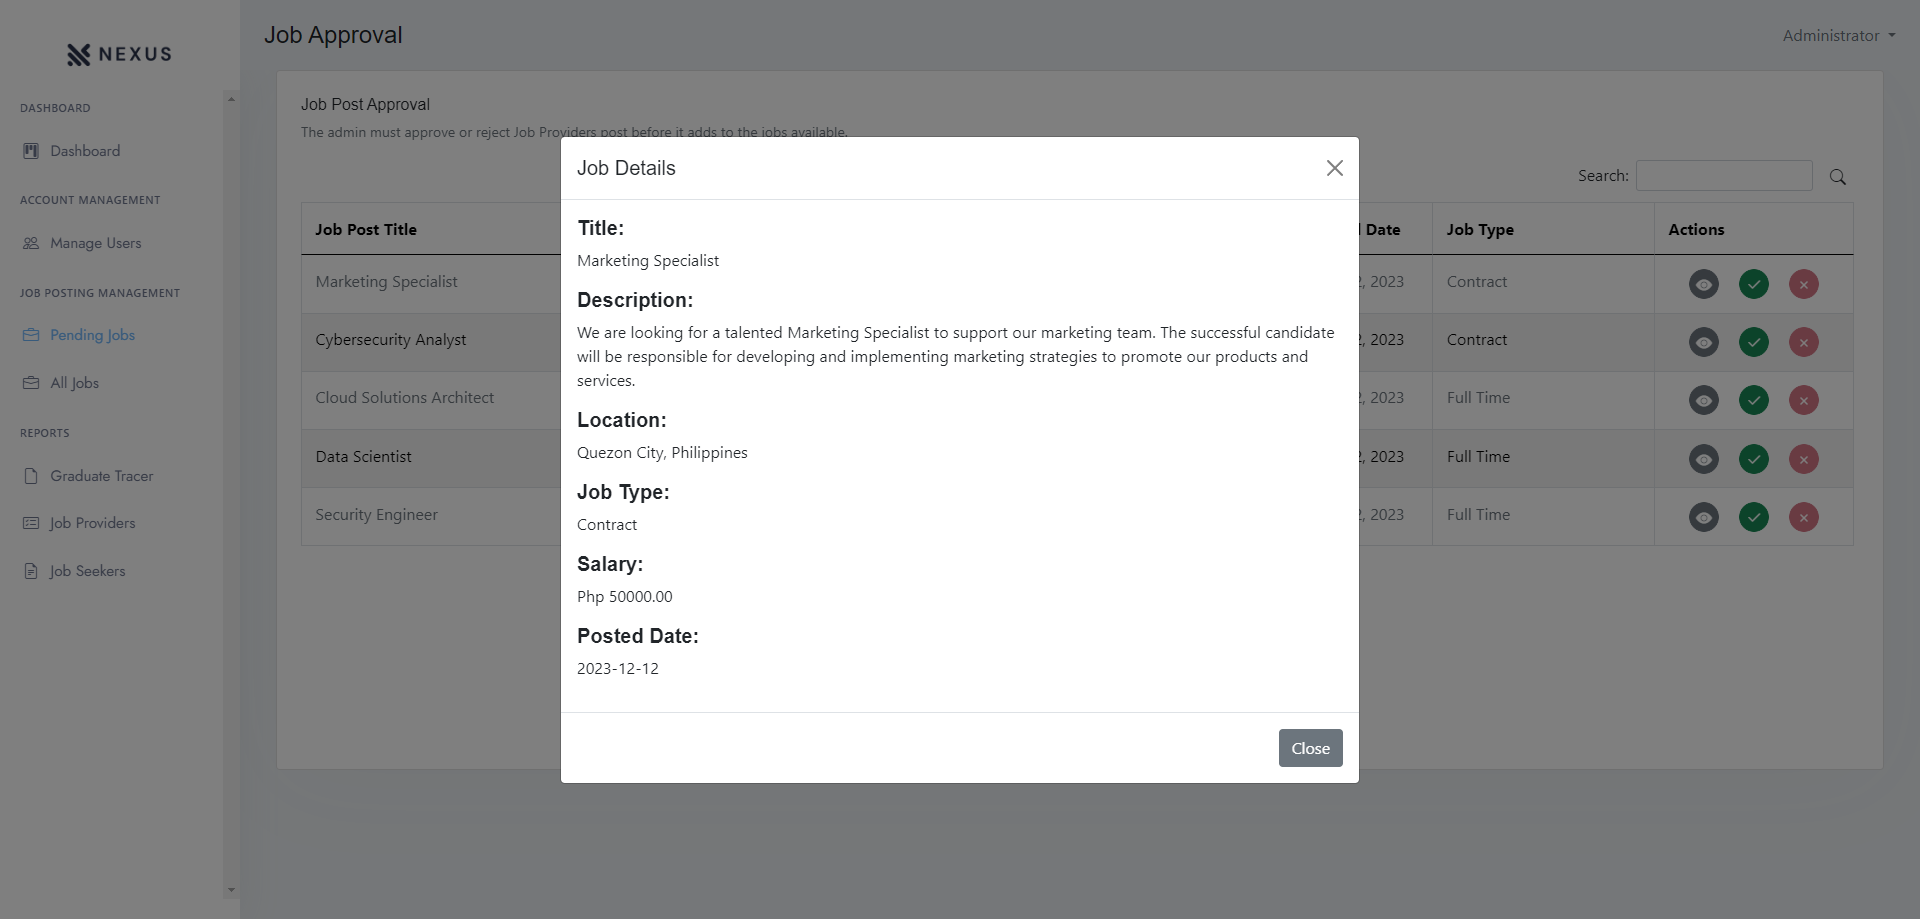 NEXUS
Job Approval
Administrator
DASHBOARD
Dashboard
ACCOUNT MANAGEMENT
Manage Users
JOB POSTING MANAGEMENT
Pending Jobs
All Jobs
REPORTS
Graduate Tracer
Job Providers
Job Seekers
Job Post Approval
The admin must approve or reject Job Providers post before it adds to the jobs available.
Search:
Job Post Title Date Job Type Actions
Marketing Specialist 2, 2023 Contract
Cybersecurity Analyst 2, 2023 Contract
Cloud Solutions Architect 2, 2023 Full Time
Data Scientist 2, 2023 Full Time
Security Engineer 2, 2023 Full Time
Job Details
Title:
Marketing Specialist
Description:
We are looking for a talented Marketing Specialist to support our marketing team. The successful candidate
will be responsible for developing and implementing marketing strategies to promote our products and
services.
Location:
Quezon City, Philippines
Job Type:
Contract
Salary:
Php 50000.00
Posted Date:
2023-12-12
Close